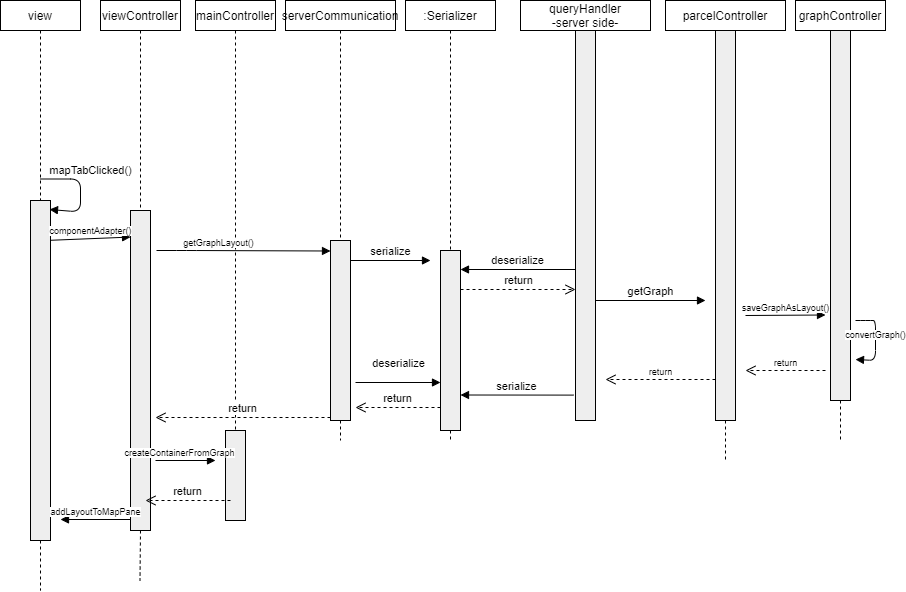 view
viewController
mainController
serverCommunication
:Serializer
queryHandler
-server side-
parcelController
graphController
mapTabClicked()
componentAdapter()
getGraphLayout()
serialize
deserialize
return
getGraph
saveGraphAsLayout()
convertGraph()
return
return
deserialize
serialize
return
return
createContainerFromGraph
return
addLayoutToMapPane